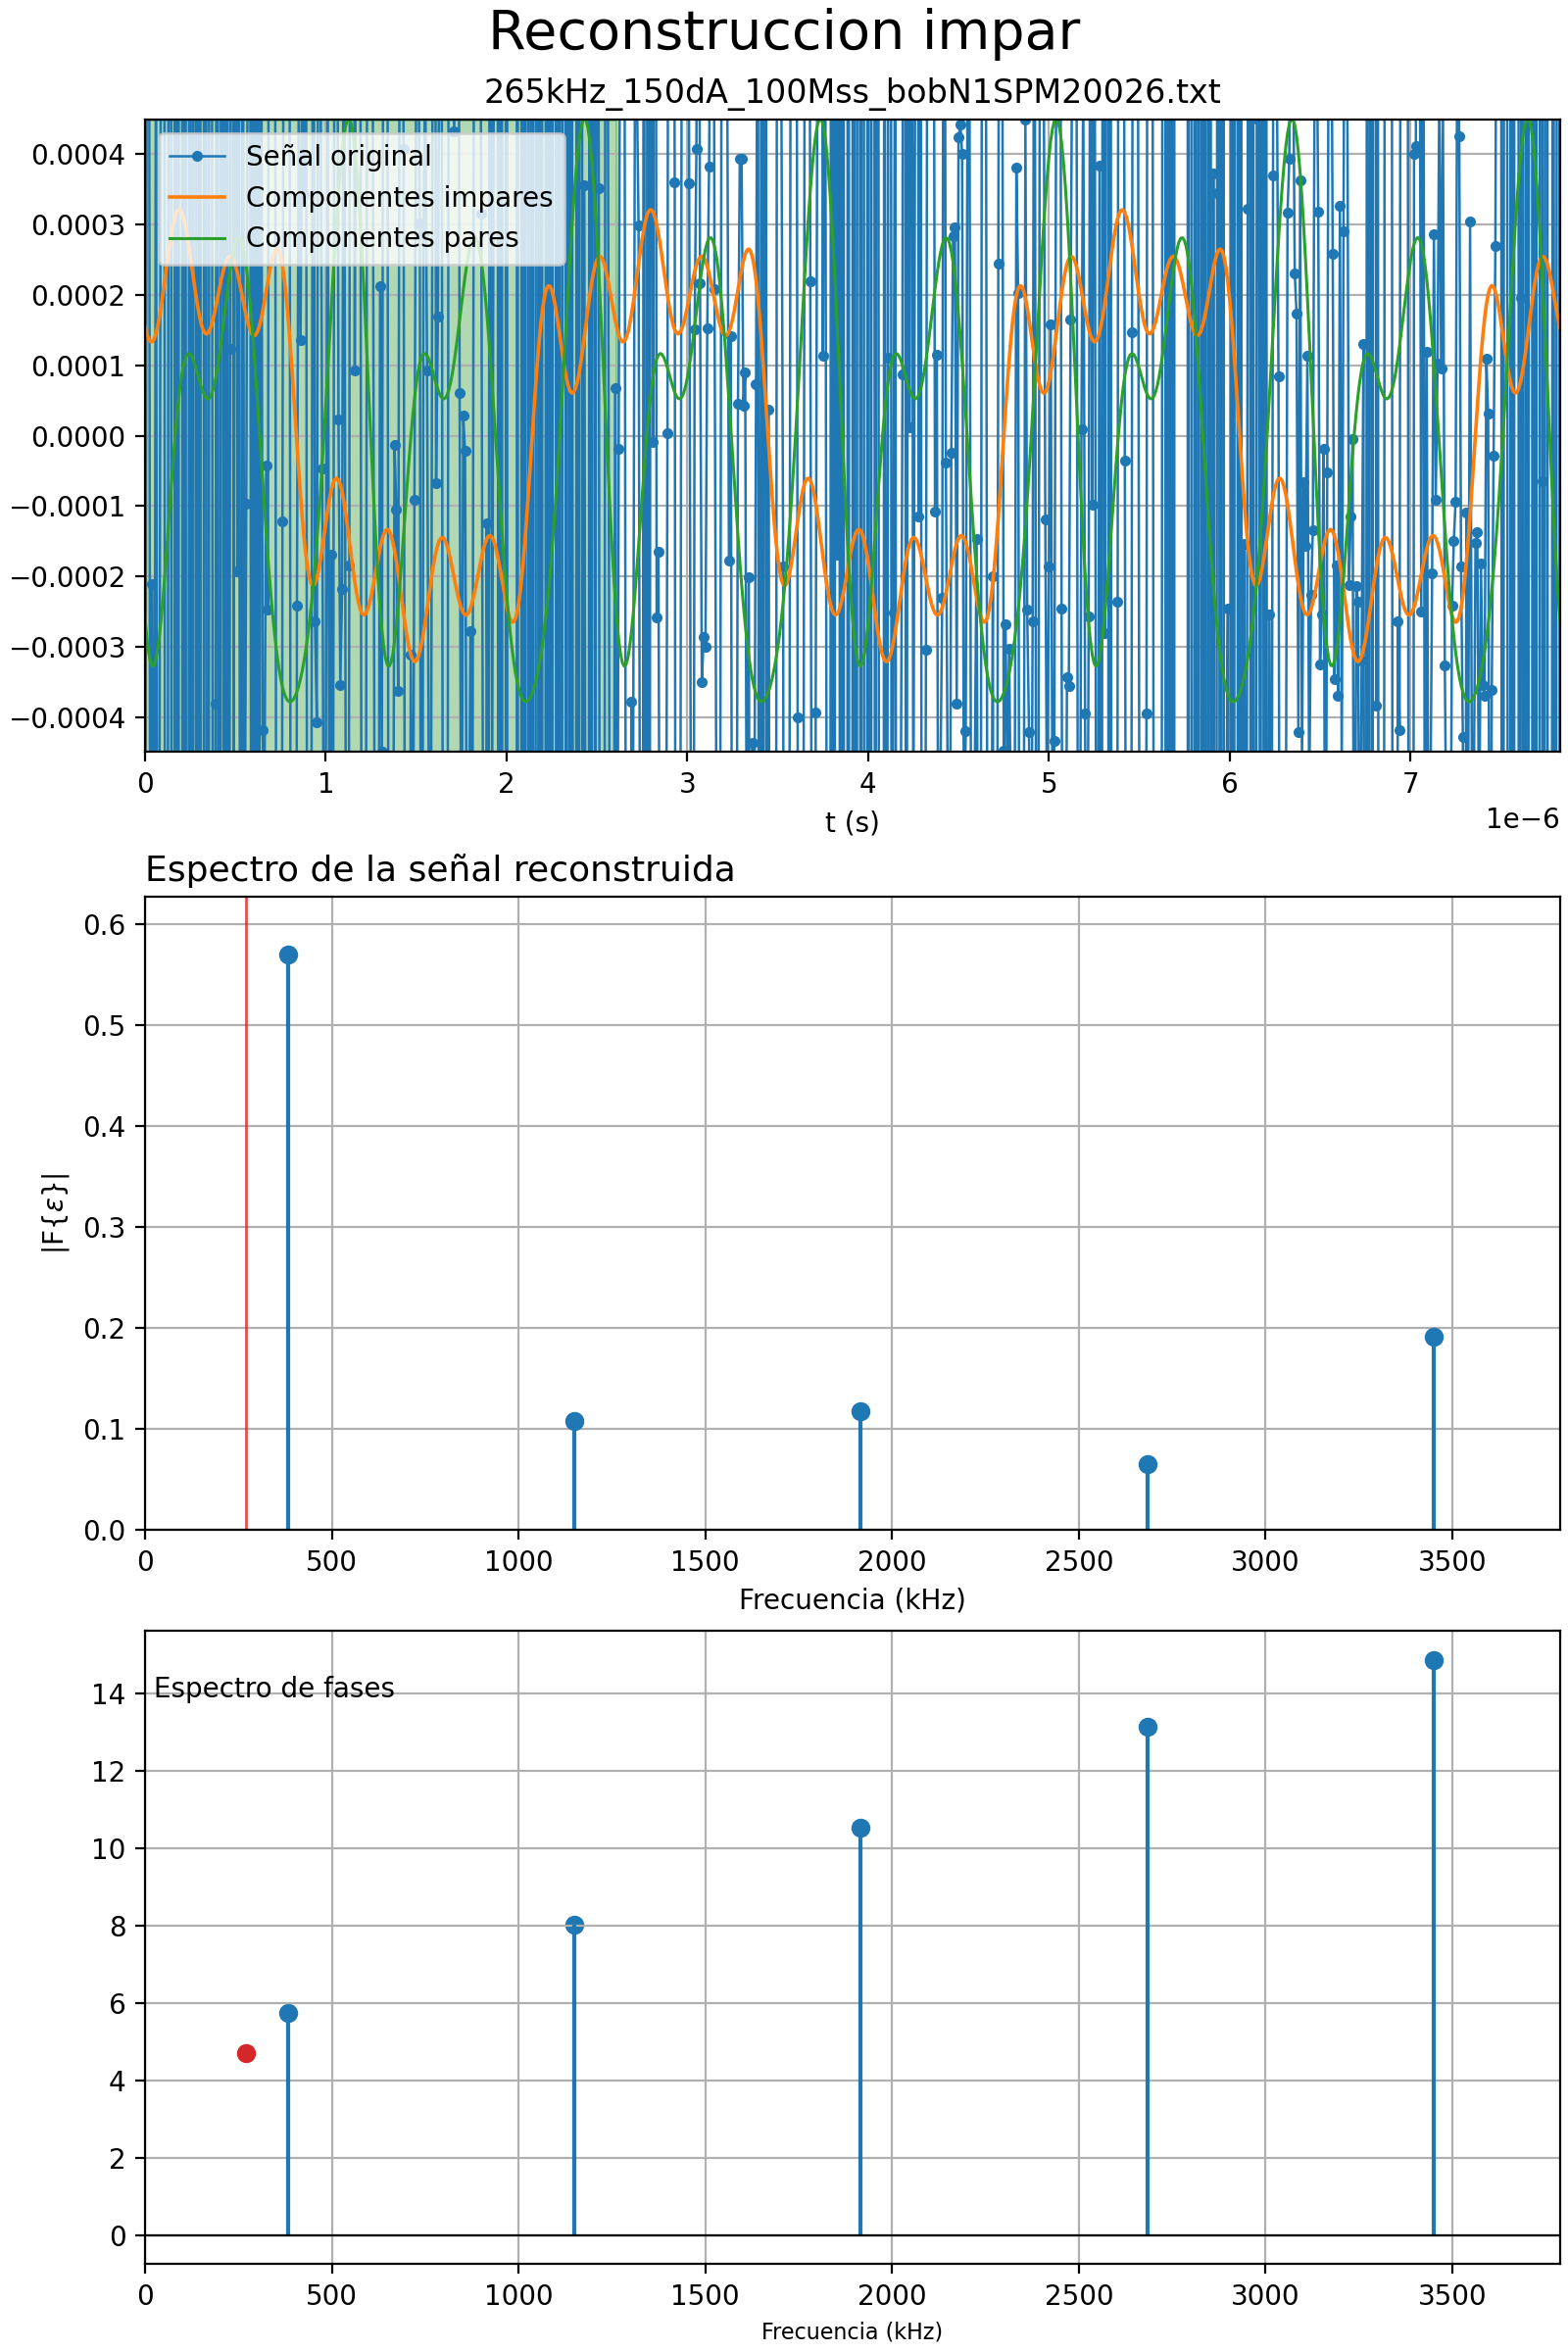 Reconstruccion impar
265kHz_150dA_100Mss_bobN1SPM20026.txt
Señal original
Componentes impares
Componentes pares
0.0004
0.0003
0.0002
0.0001
0.0000
−0.0001
−0.0002
−0.0003
−0.0004
0 1 2 3 4 5 6 7
1e−6
t (s)
Espectro de la señal reconstruida
0.6
0.5
0.4
0.3
0.2
0.1
0.0
|F{ε}|
0 500 1000 1500 2000 2500 3000 3500
Frecuencia (kHz)
Espectro de fases
14
12
10
8
6
4
2
0
0 500 1000 1500 2000 2500 3000 3500
Frecuencia (kHz)